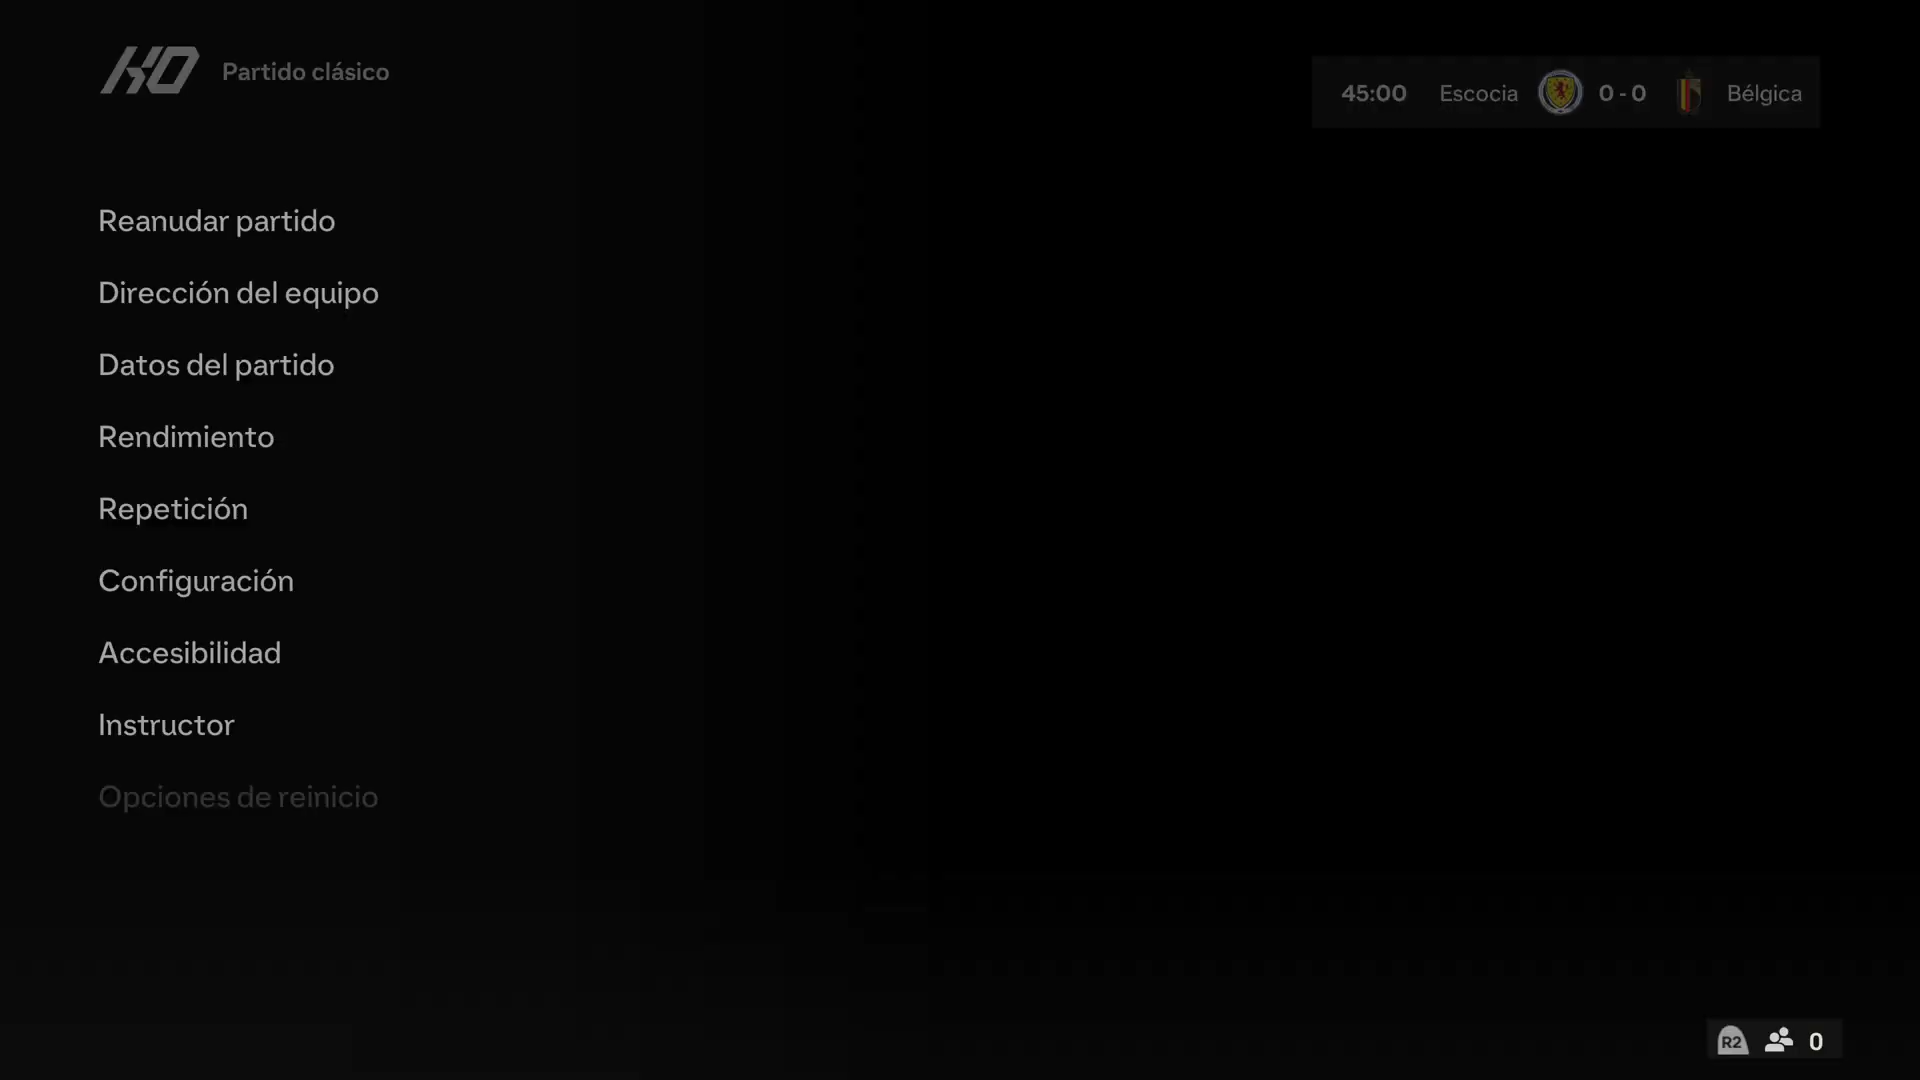 KO Partido clásico
45:00 Escocia 0 - 0 Bélgica
Reanudar partido
Dirección del equipo
Datos del partido
Rendimiento
Repetición
Configuración
Accesibilidad
Instructor
Opciones de reinicio
R2 0